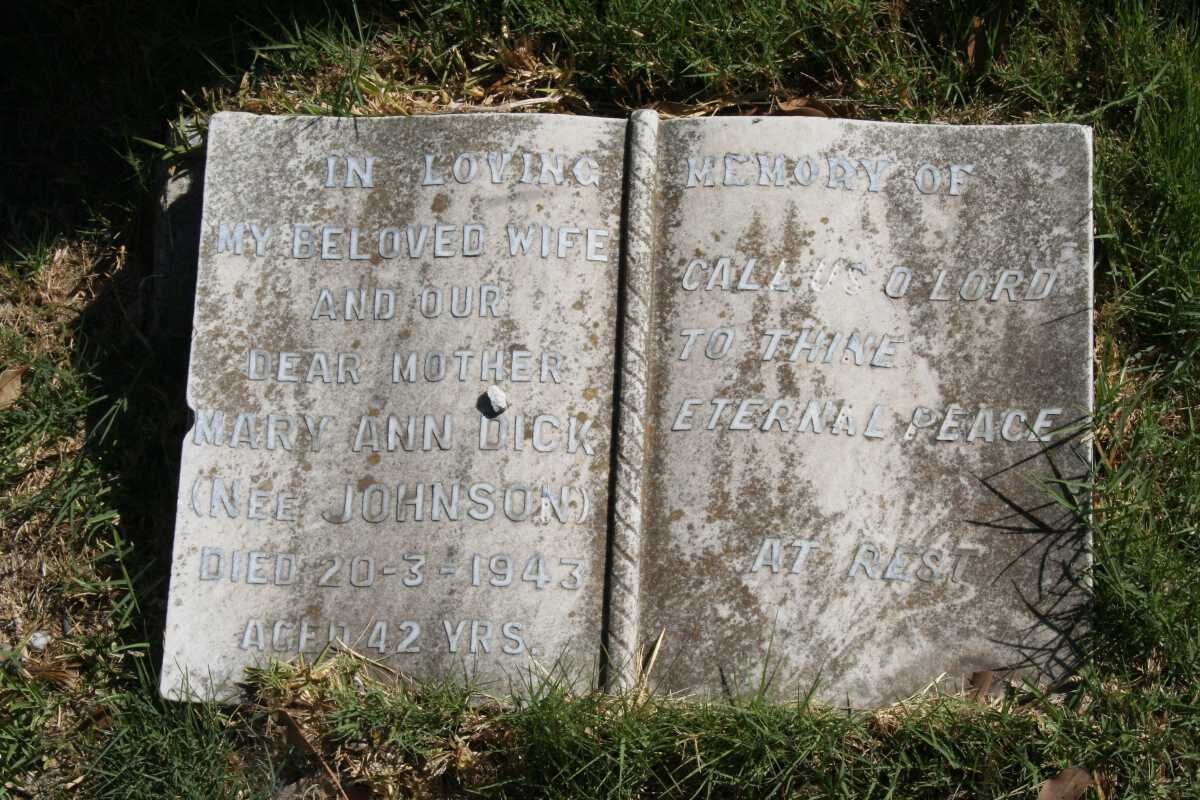 IN LOVING MEMORY OF
MY BELOVED WIFE
AND OUR
DEAR MOTHER
MARY ANN DICK
(NEE JOHNSON)
DIED 20-3-1943
AGED 42 YRS.
CALL US O LORD
TO THINE
ETERNAL PEACE
AT REST